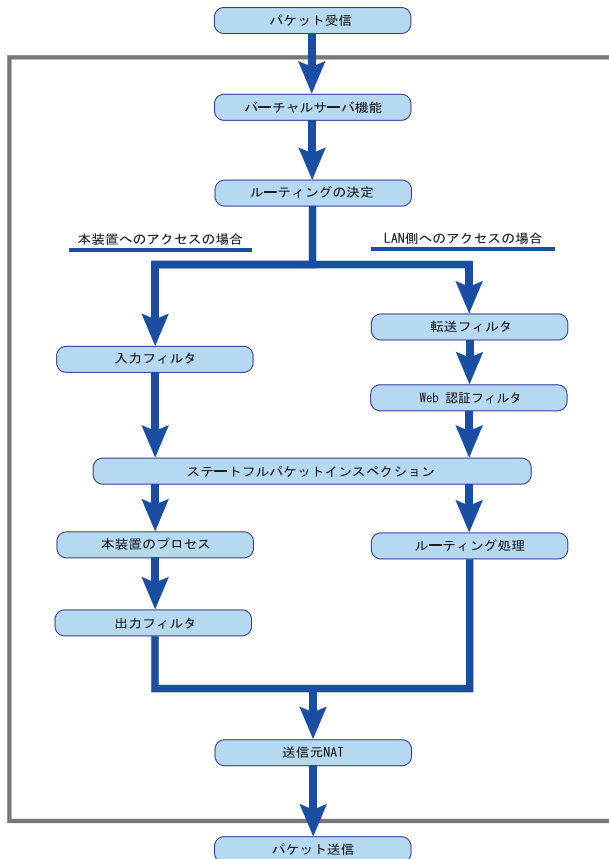 パケット受信
バーチャルサーバ機能
ルーティングの決定
本装置へのアクセスの場合
LAN側へのアクセスの場合
転送フィルタ
入力フィルタ
Web 認証フィルタ
ステートフルパケットインスペクション
本装置のプロセス
ルーティング処理
出力フィルタ
送信元NAT
パケット送信